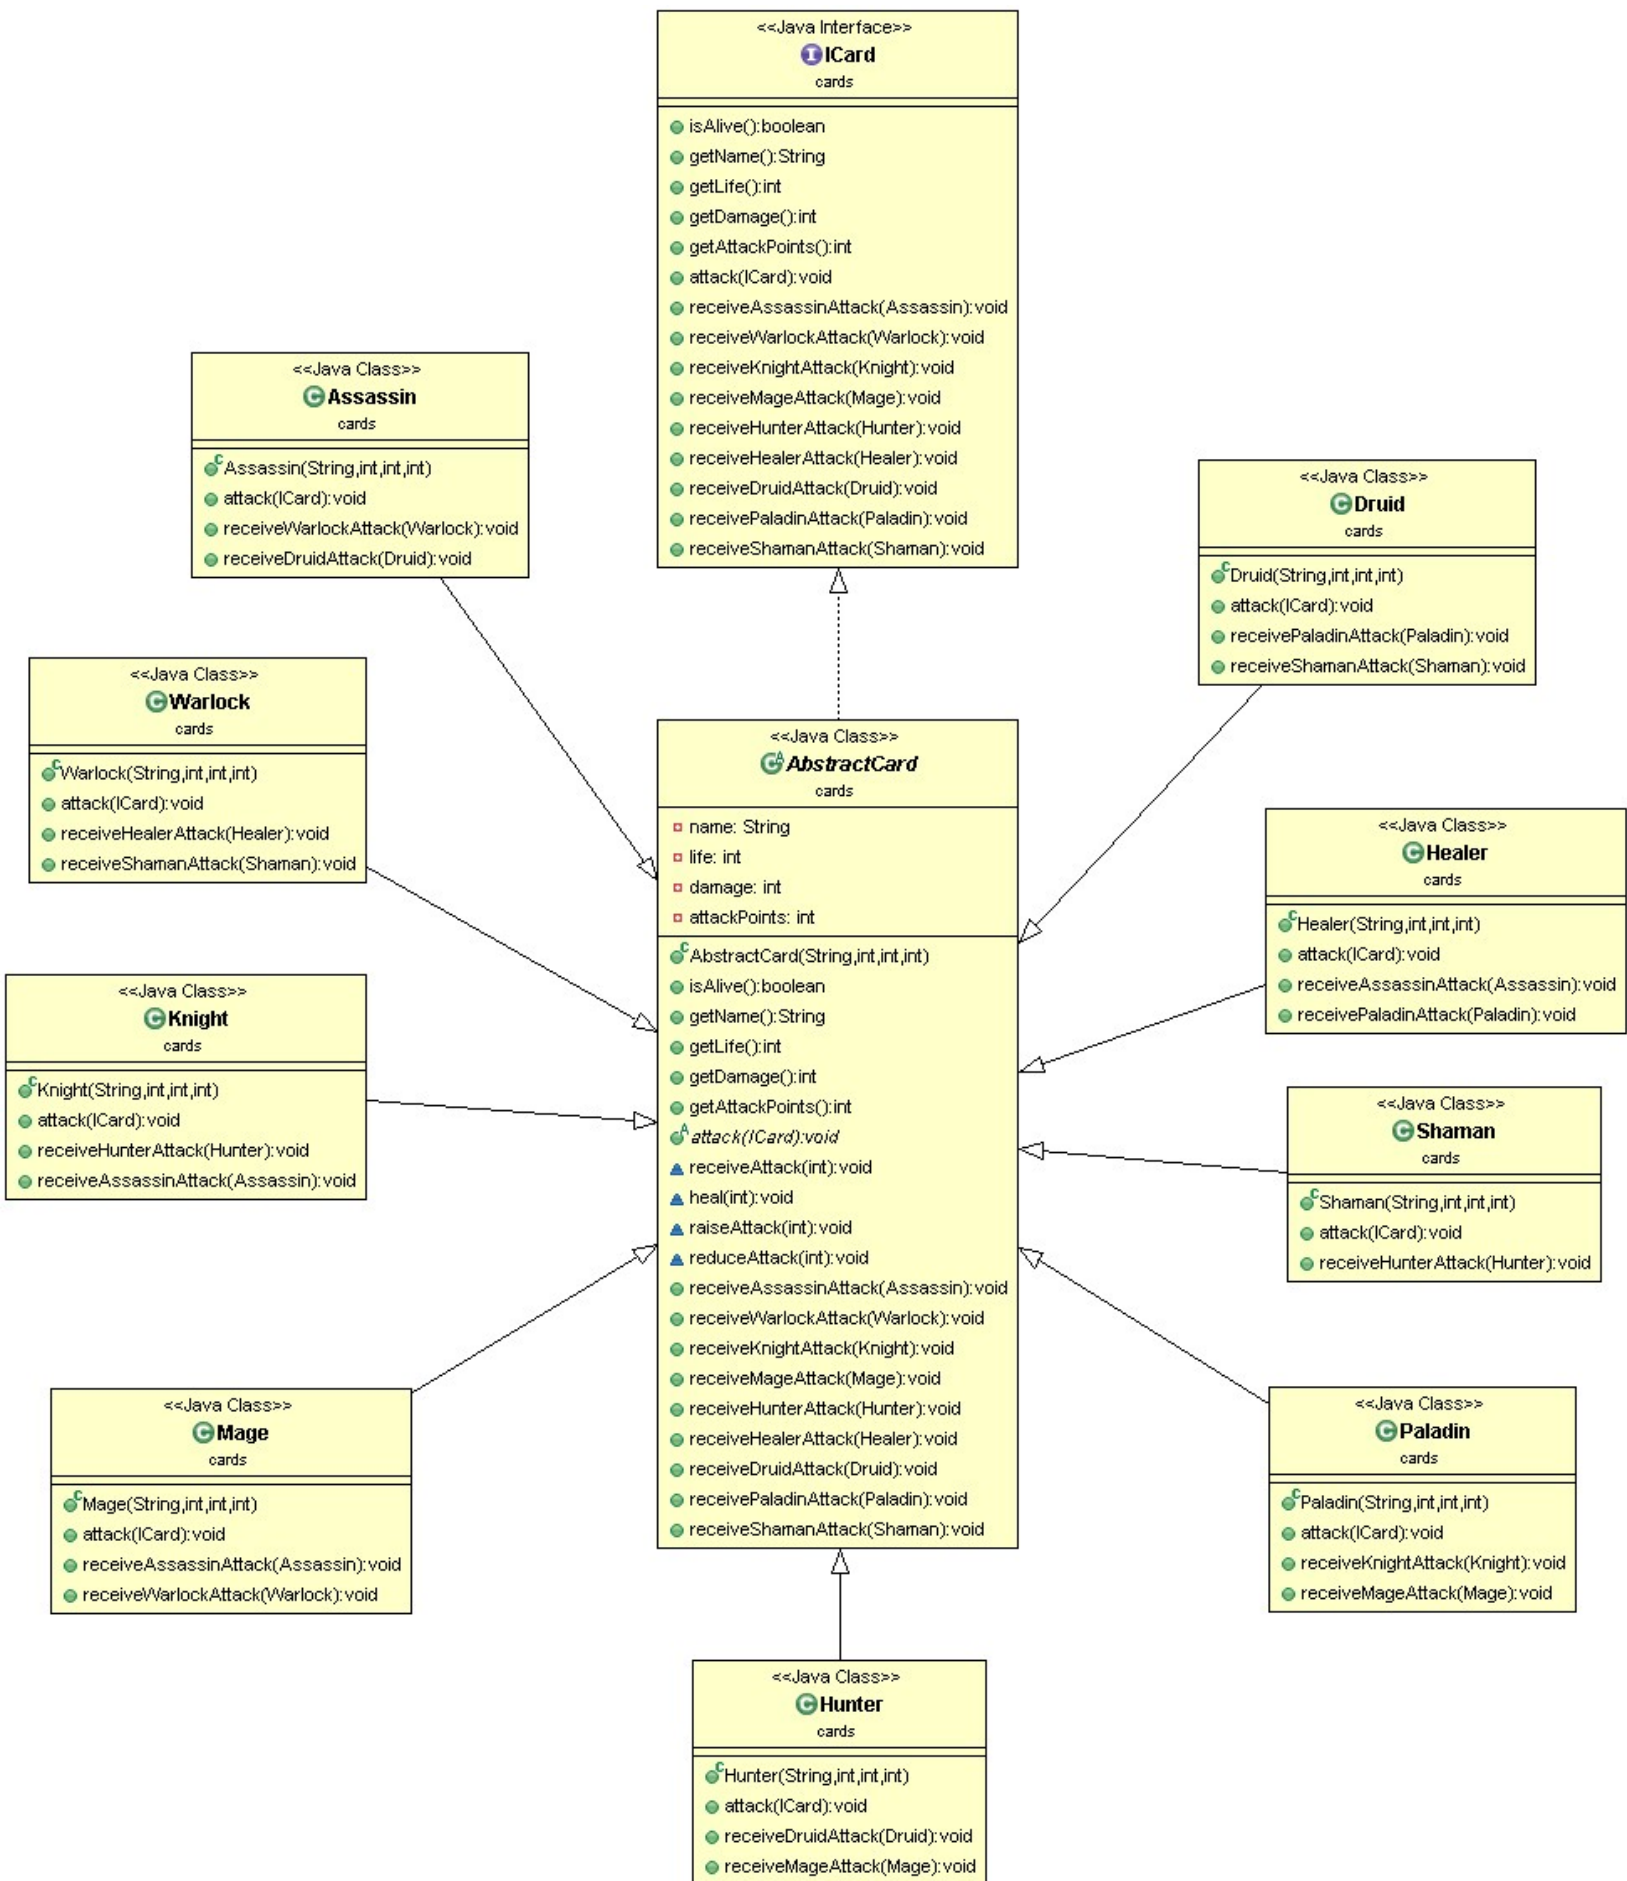 <<Java Interface>>
ICard
cards
isAlive():boolean
getName():String
getLife():int
getDamage():int
getAttackPoints():int
attack(ICard):void
receiveAssassinAttack(Assassin):void
receiveWarlockAttack(Warlock):void
receiveKnightAttack(Knight):void
receiveMageAttack(Mage):void
receiveHunterAttack(Hunter):void
receiveHealerAttack(Healer):void
receiveDruidAttack(Druid):void
receivePaladinAttack(Paladin):void
receiveShamanAttack(Shaman):void
<<Java Class>>
Assassin
cards
Assassin(String,int,int,int)
attack(ICard):void
receiveWarlockAttack(Warlock):void
receiveDruidAttack(Druid):void
<<Java Class>>
Druid
cards
Druid(String,int,int,int)
attack(ICard):void
receivePaladinAttack(Paladin):void
receiveShamanAttack(Shaman):void
<<Java Class>>
Warlock
cards
Warlock(String,int,int,int)
attack(ICard):void
receiveHealerAttack(Healer):void
receiveShamanAttack(Shaman):void
<<Java Class>>
AbstractCard
cards
name: String
life: int
damage: int
attackPoints: int
AbstractCard(String,int,int,int)
isAlive():boolean
getName():String
getLife():int
getDamage():int
getAttackPoints():int
attack(ICard):void
receiveAttack(int):void
heal(int):void
raiseAttack(int):void
reduceAttack(int):void
receiveAssassinAttack(Assassin):void
receiveWarlockAttack(Warlock):void
receiveKnightAttack(Knight):void
receiveMageAttack(Mage):void
receiveHunterAttack(Hunter):void
receiveHealerAttack(Healer):void
receiveDruidAttack(Druid):void
receivePaladinAttack(Paladin):void
receiveShamanAttack(Shaman):void
<<Java Class>>
Healer
cards
Healer(String,int,int,int)
attack(ICard):void
receiveAssassinAttack(Assassin):void
receivePaladinAttack(Paladin):void
<<Java Class>>
Knight
cards
Knight(String,int,int,int)
attack(ICard):void
receiveHunterAttack(Hunter):void
receiveAssassinAttack(Assassin):void
<<Java Class>>
Shaman
cards
Shaman(String,int,int,int)
attack(ICard):void
receiveHunterAttack(Hunter):void
<<Java Class>>
Mage
cards
Mage(String,int,int,int)
attack(ICard):void
receiveAssassinAttack(Assassin):void
receiveWarlockAttack(Warlock):void
<<Java Class>>
Paladin
cards
Paladin(String,int,int,int)
attack(ICard):void
receiveKnightAttack(Knight):void
receiveMageAttack(Mage):void
<<Java Class>>
Hunter
cards
Hunter(String,int,int,int)
attack(ICard):void
receiveDruidAttack(Druid):void
receiveMageAttack(Mage):void